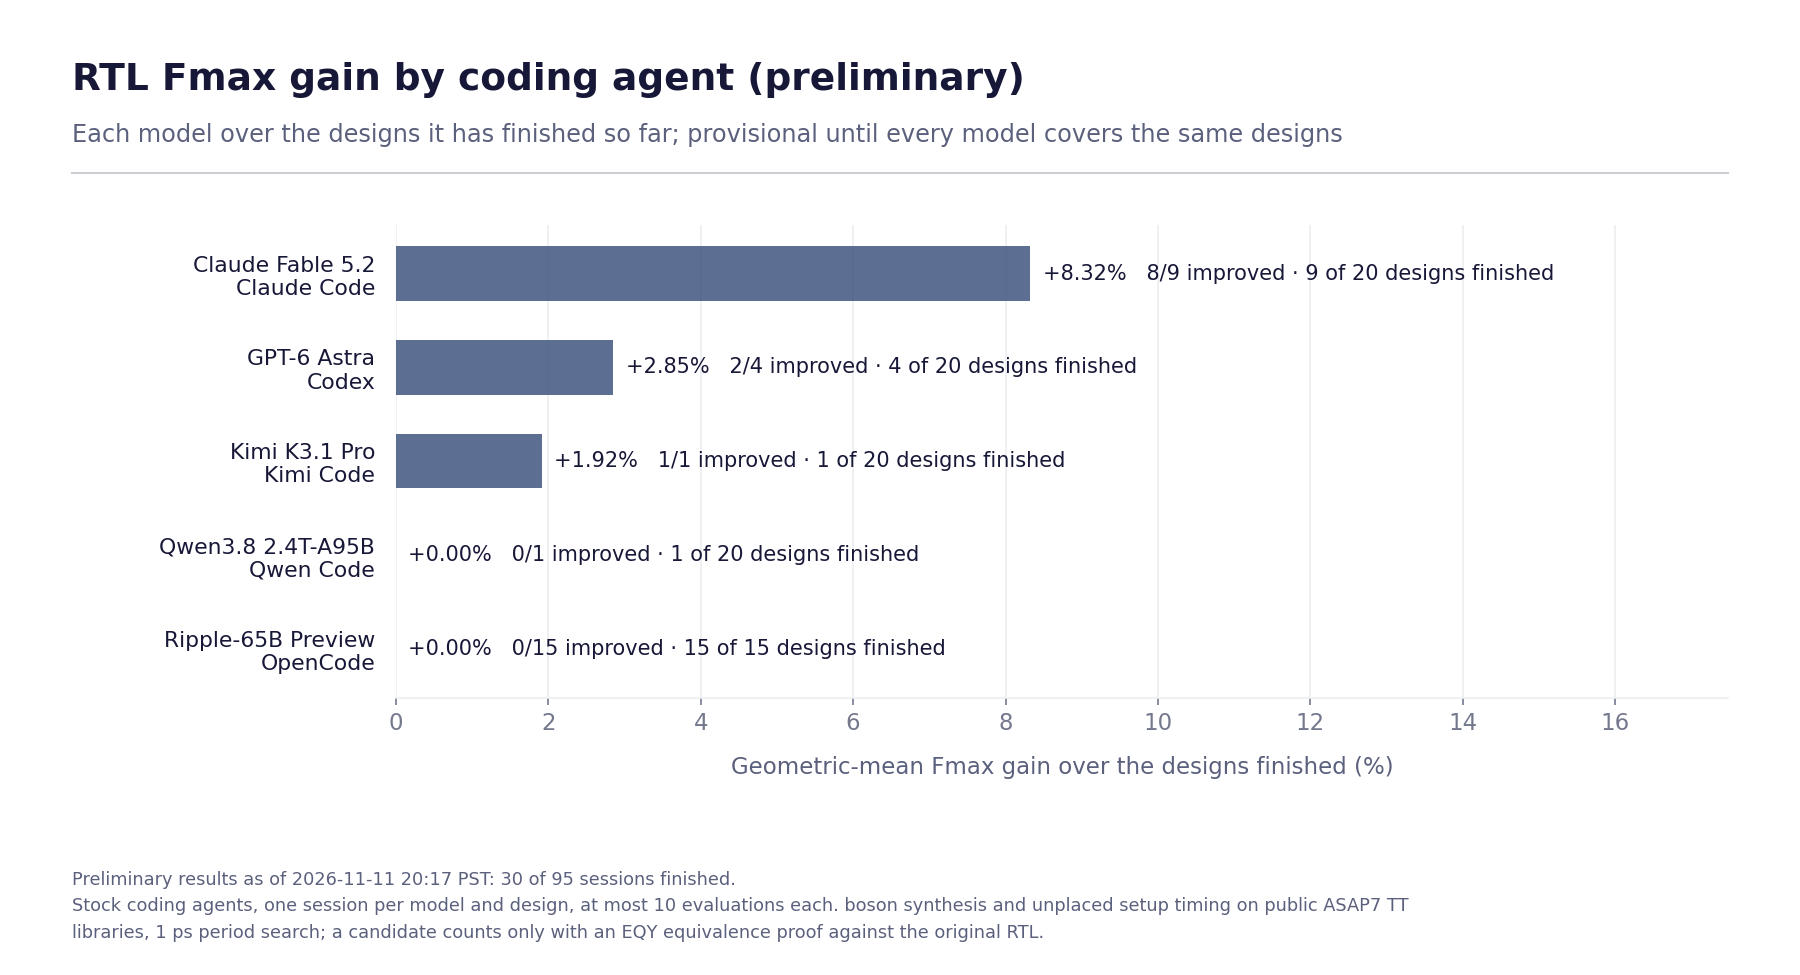 RTL Fmax gain by coding agent (preliminary)
Each model over the designs it has finished so far; provisional until every model covers the same designs
Claude Fable 5.2
Claude Code
+8.32% 8/9 improved · 9 of 20 designs finished
GPT-6 Astra
Codex
+2.85% 2/4 improved · 4 of 20 designs finished
Kimi K3.1 Pro
Kimi Code
+1.92% 1/1 improved · 1 of 20 designs finished
Qwen3.8 2.4T-A95B
Qwen Code
+0.00% 0/1 improved · 1 of 20 designs finished
Ripple-65B Preview
OpenCode
+0.00% 0/15 improved · 15 of 15 designs finished
0 2 4 6 8 10 12 14 16
Geometric-mean Fmax gain over the designs finished (%)
Preliminary results as of 2026-11-11 20:17 PST: 30 of 95 sessions finished.
Stock coding agents, one session per model and design, at most 10 evaluations each. boson synthesis and unplaced setup timing on public ASAP7 TT
libraries, 1 ps period search; a candidate counts only with an EQY equivalence proof against the original RTL.